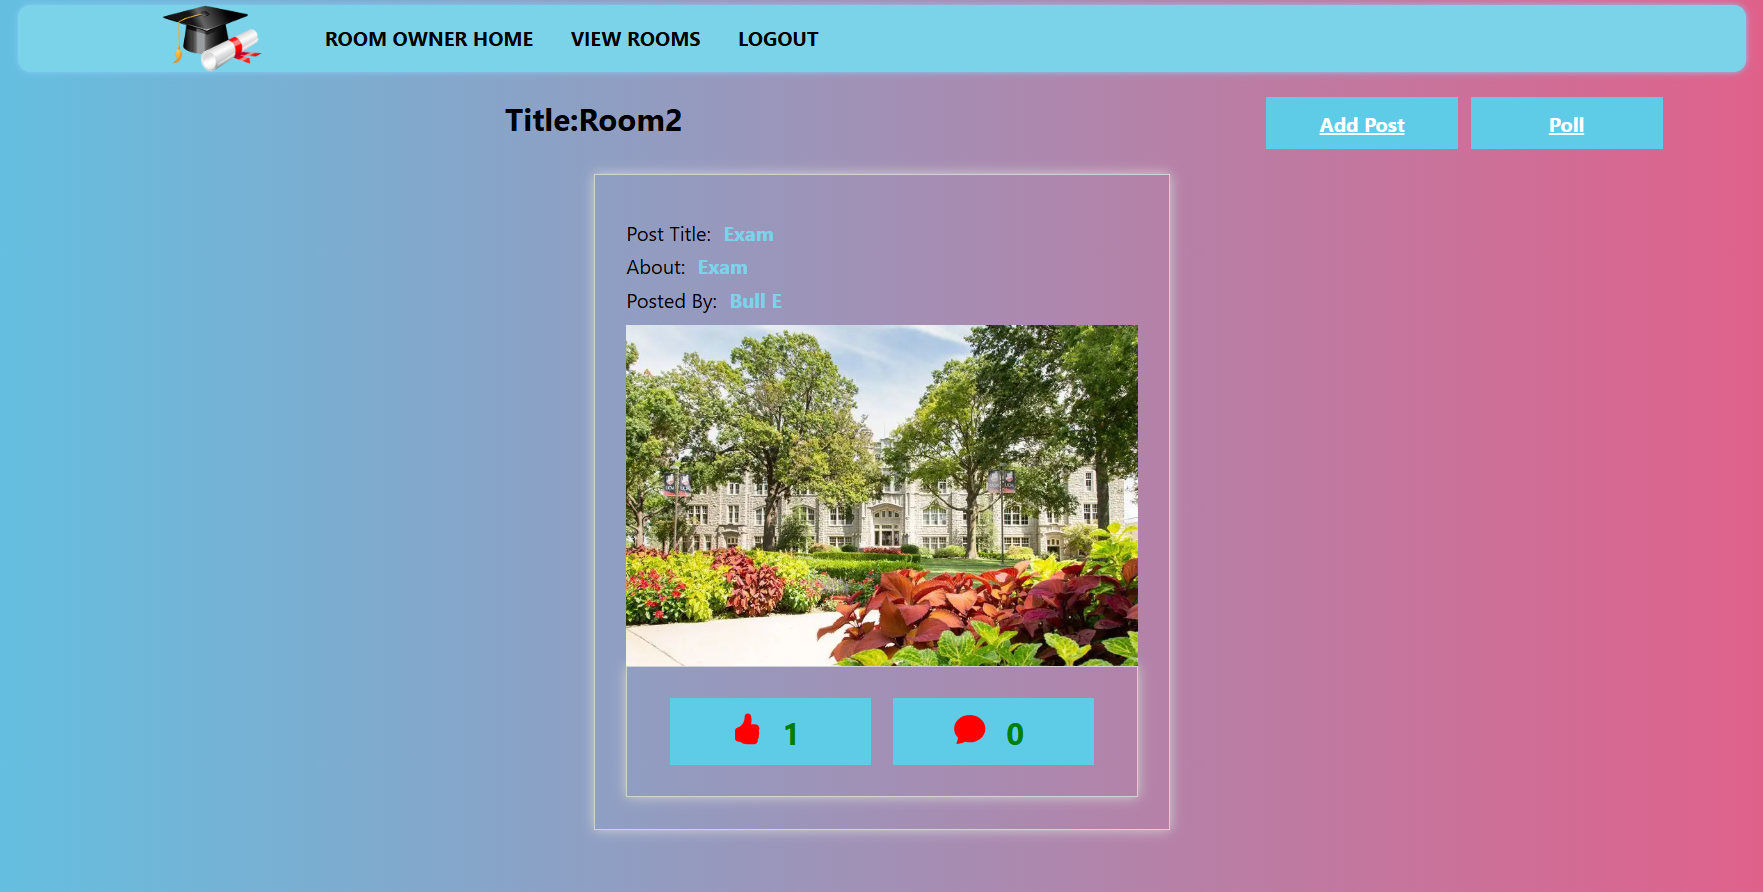 ROOM OWNER HOME VIEW ROOMS LOGOUT
Title:Room2
Add Post Poll
Post Title: Exam
About: Exam
Posted By: Bull E
1 0